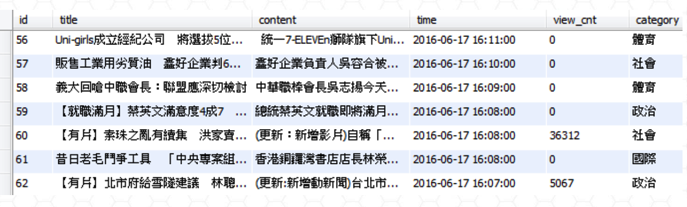 id title content time view_cnt category
56 Uni-girls成立經紀公司 將選拔5位... 統一7-ELEVEn獅隊旗下Uni... 2016-06-17 16:11:00 0 體育
57 販售工業用劣質油 鑫好企業判6... 鑫好企業負責人吳容合被... 2016-06-17 16:10:00 0 社會
58 義大回嗆中職會長：聯盟應深切檢討 中華職棒會長吳志揚今天... 2016-06-17 16:09:00 0 體育
59 【就職滿月】蔡英文滿意度4成7 ... 總統蔡英文就職即將滿月... 2016-06-17 16:08:00 0 政治
60 【有片】素珠之亂有續集 洪家賣... (更新：新增影片)自稱「... 2016-06-17 16:08:00 36312 社會
61 昔日老毛鬥爭工具 「中央專案組... 香港銅鑼灣書店店長林榮... 2016-06-17 16:08:00 0 國際
62 【有片】北市府給雪隧建議 林聰... (更新:新增動新聞)台北市... 2016-06-17 16:07:00 5067 政治